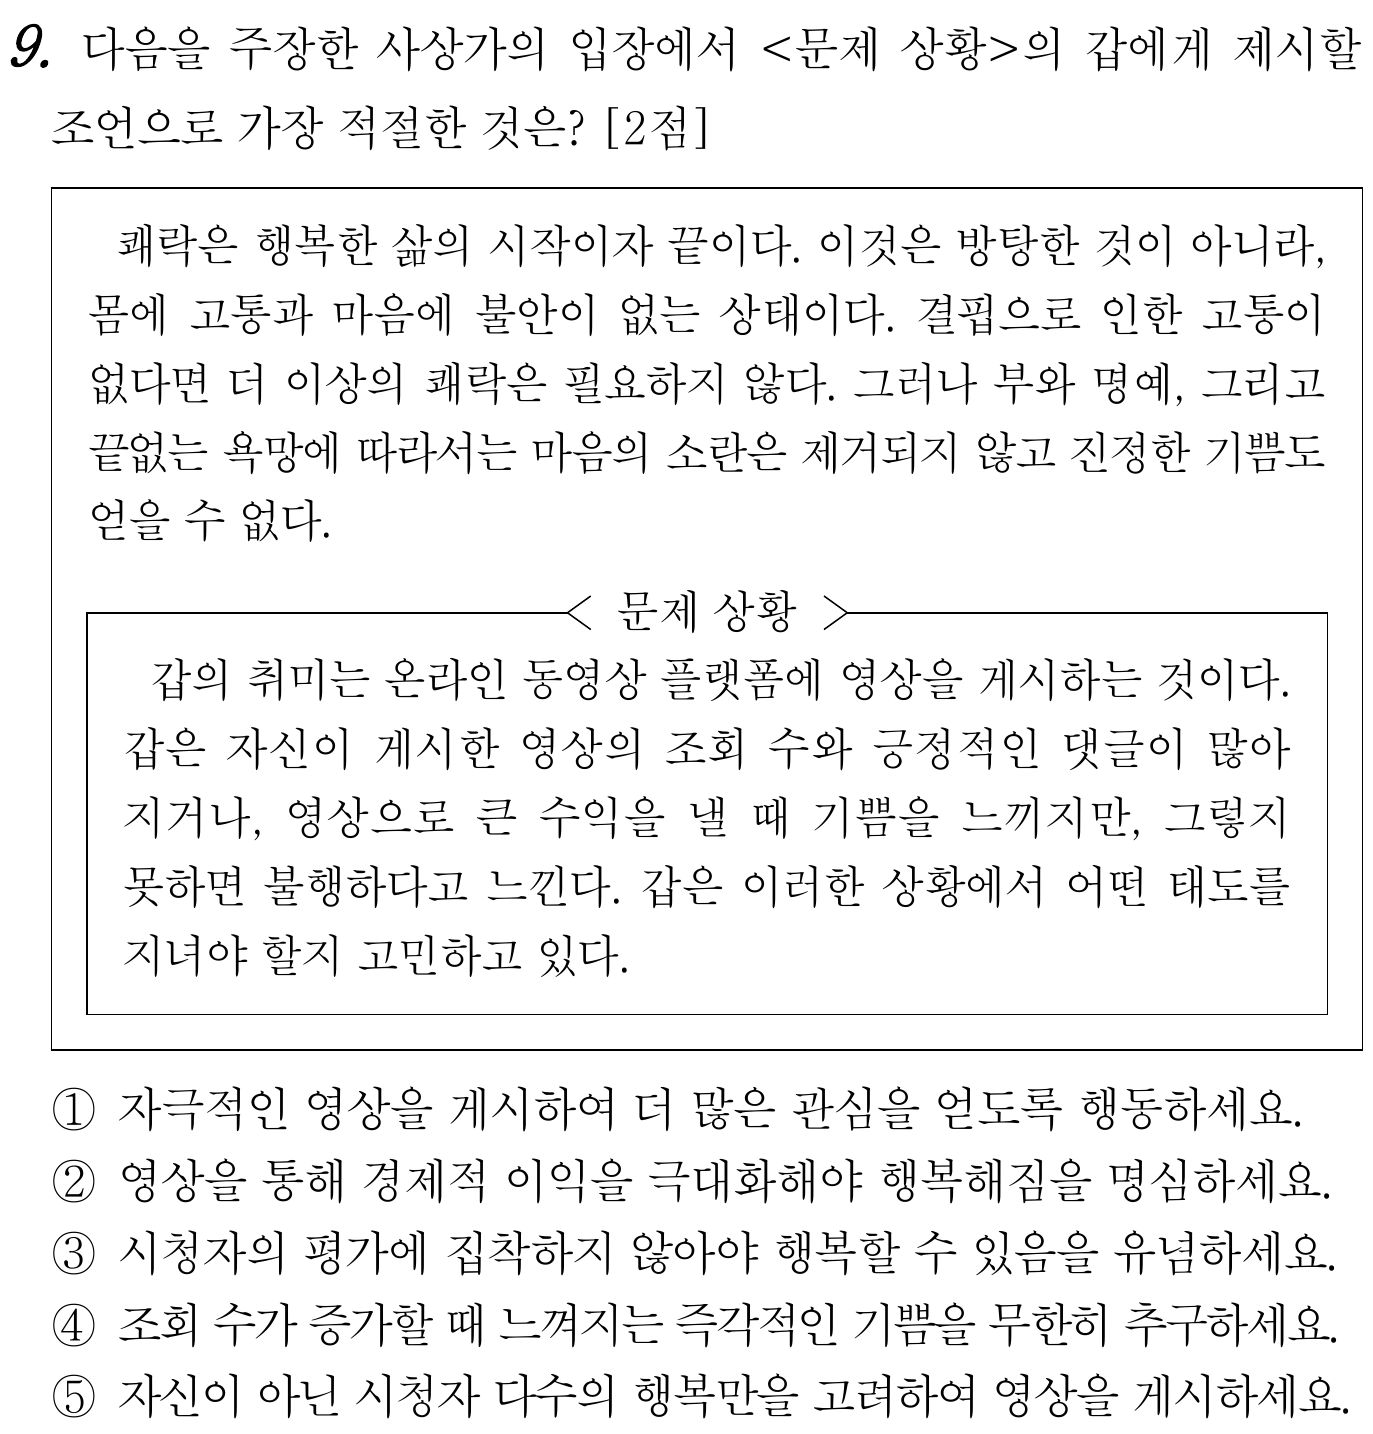 9. 다음을 주장한 사상가의 입장에서 <문제 상황>의 갑에게 제시할
조언으로 가장 적절한 것은? [2점]
쾌락은 행복한 삶의 시작이자 끝이다. 이것은 방탕한 것이 아니라,
몸에 고통과 마음에 불안이 없는 상태이다. 결핍으로 인한 고통이
없다면 더 이상의 쾌락은 필요하지 않다. 그러나 부와 명예, 그리고
끝없는 욕망에 따라서는 마음의 소란은 제거되지 않고 진정한 기쁨도
얻을 수 없다.
< 문제 상황 >
갑의 취미는 온라인 동영상 플랫폼에 영상을 게시하는 것이다.
갑은 자신이 게시한 영상의 조회 수와 긍정적인 댓글이 많아
지거나, 영상으로 큰 수익을 낼 때 기쁨을 느끼지만, 그렇지
못하면 불행하다고 느낀다. 갑은 이러한 상황에서 어떤 태도를
지녀야 할지 고민하고 있다.
① 자극적인 영상을 게시하여 더 많은 관심을 얻도록 행동하세요.
② 영상을 통해 경제적 이익을 극대화해야 행복해짐을 명심하세요.
③ 시청자의 평가에 집착하지 않아야 행복할 수 있음을 유념하세요.
④ 조회 수가 증가할 때 느껴지는 즉각적인 기쁨을 무한히 추구하세요.
⑤ 자신이 아닌 시청자 다수의 행복만을 고려하여 영상을 게시하세요.